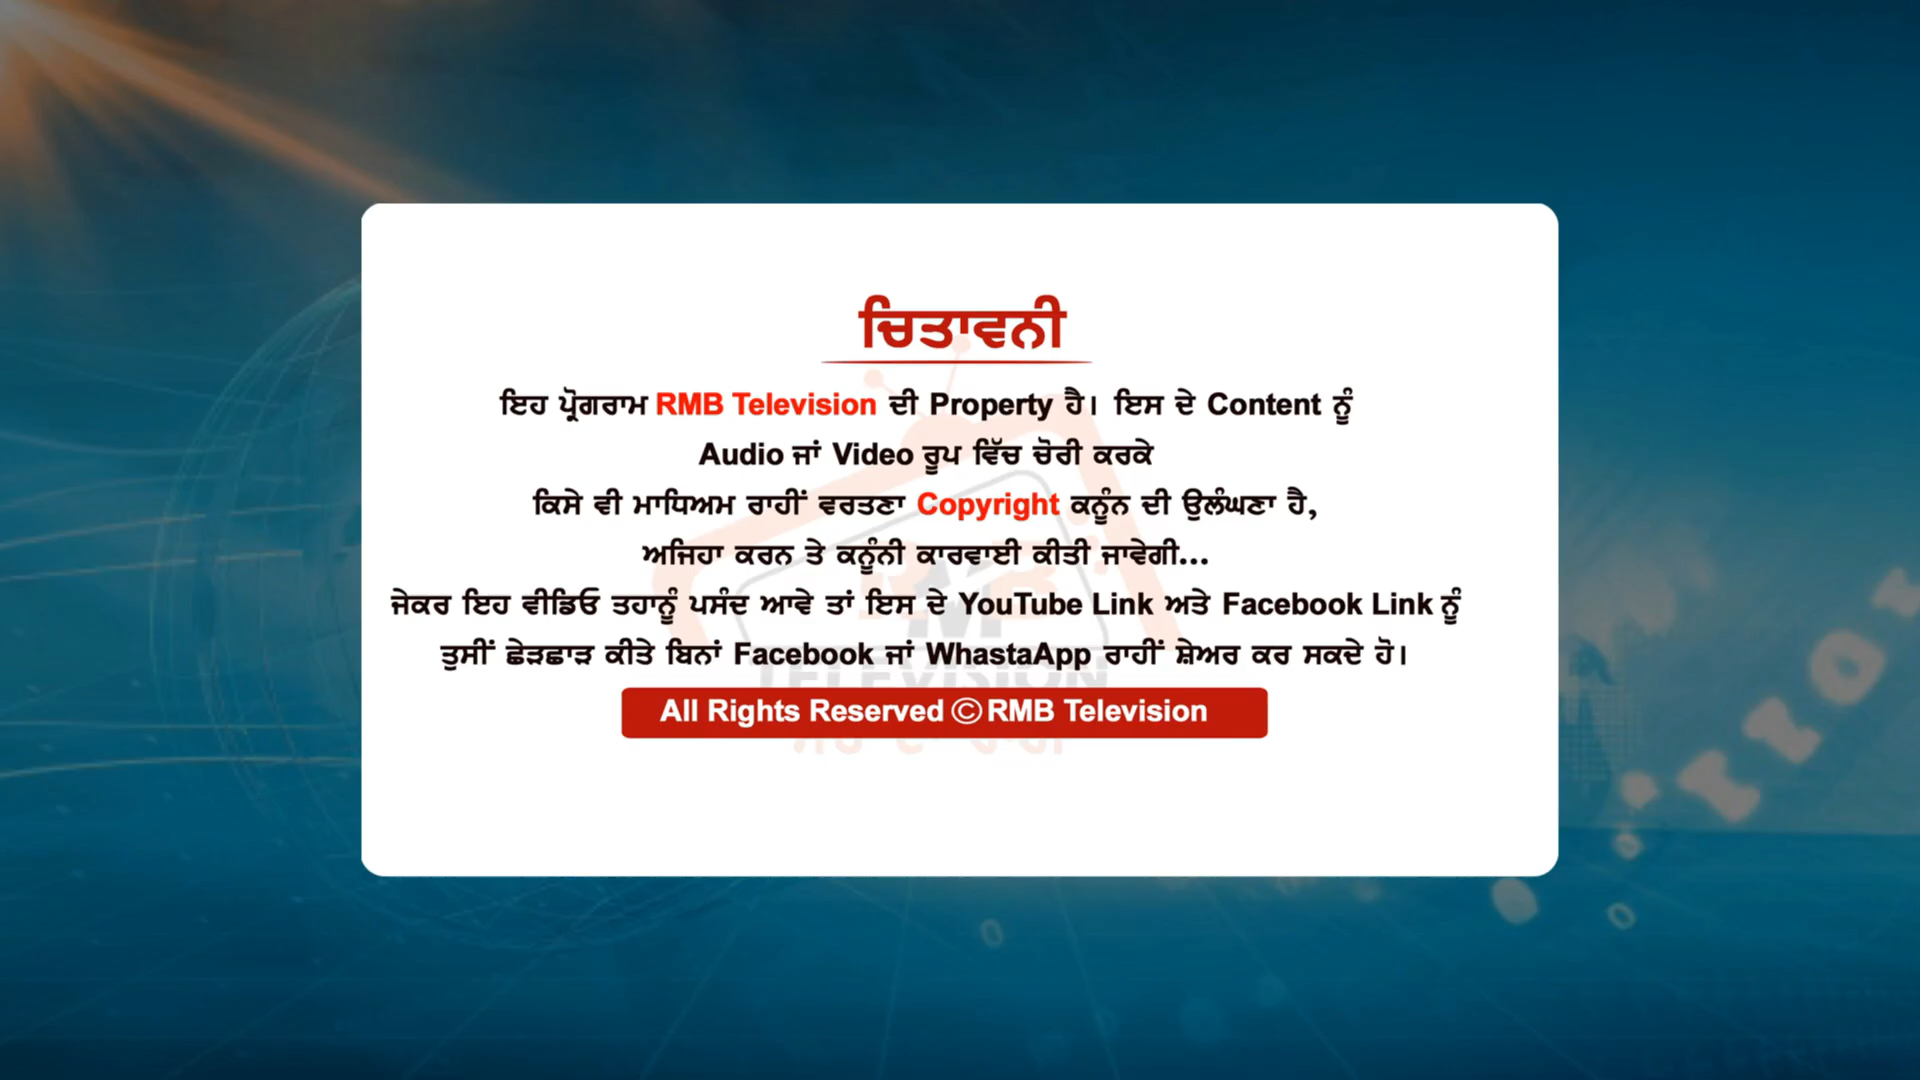 ਚਿਤਾਵਨੀ
ਇਹ ਪ੍ਰੋਗਰਾਮ RMB Television ਦੀ Property ਹੈ। ਇਸ ਦੇ Content ਨੂੰ
Audio ਜਾਂ Video ਰੂਪ ਵਿੱਚ ਚੋਰੀ ਕਰਕੇ
ਕਿਸੇ ਵੀ ਮਾਧਿਅਮ ਰਾਹੀਂ ਵਰਤਣਾ Copyright ਕਨੂੰਨ ਦੀ ਉਲੰਘਣਾ ਹੈ,
ਅਜਿਹਾ ਕਰਨ ਤੇ ਕਨੂੰਨੀ ਕਾਰਵਾਈ ਕੀਤੀ ਜਾਵੇਗੀ...
ਜੇਕਰ ਇਹ ਵੀਡਿਓ ਤਹਾਨੂੰ ਪਸੰਦ ਆਵੇ ਤਾਂ ਇਸ ਦੇ YouTube Link ਅਤੇ Facebook Link ਨੂੰ
ਤੁਸੀਂ ਛੇੜਛਾੜ ਕੀਤੇ ਬਿਨਾਂ Facebook ਜਾਂ WhastaApp ਰਾਹੀਂ ਸ਼ੇਅਰ ਕਰ ਸਕਦੇ ਹੋ।
TELEVISION
All Rights Reserved © RMB Television